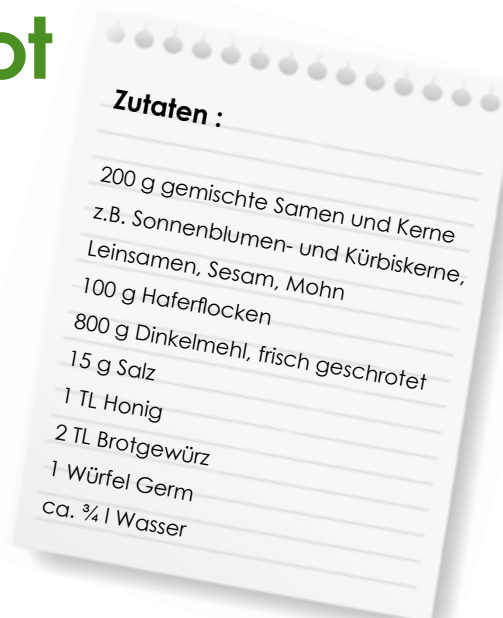 ot
Zutaten :
200 g gemischte Samen und Kerne
z.B. Sonnenblumen- und Kürbiskerne,
Leinsamen, Sesam, Mohn
100 g Haferflocken
800 g Dinkelmehl, frisch geschrotet
15 g Salz
1 TL Honig
2 TL Brotgewürz
1 Würfel Germ
ca. ¾ l Wasser